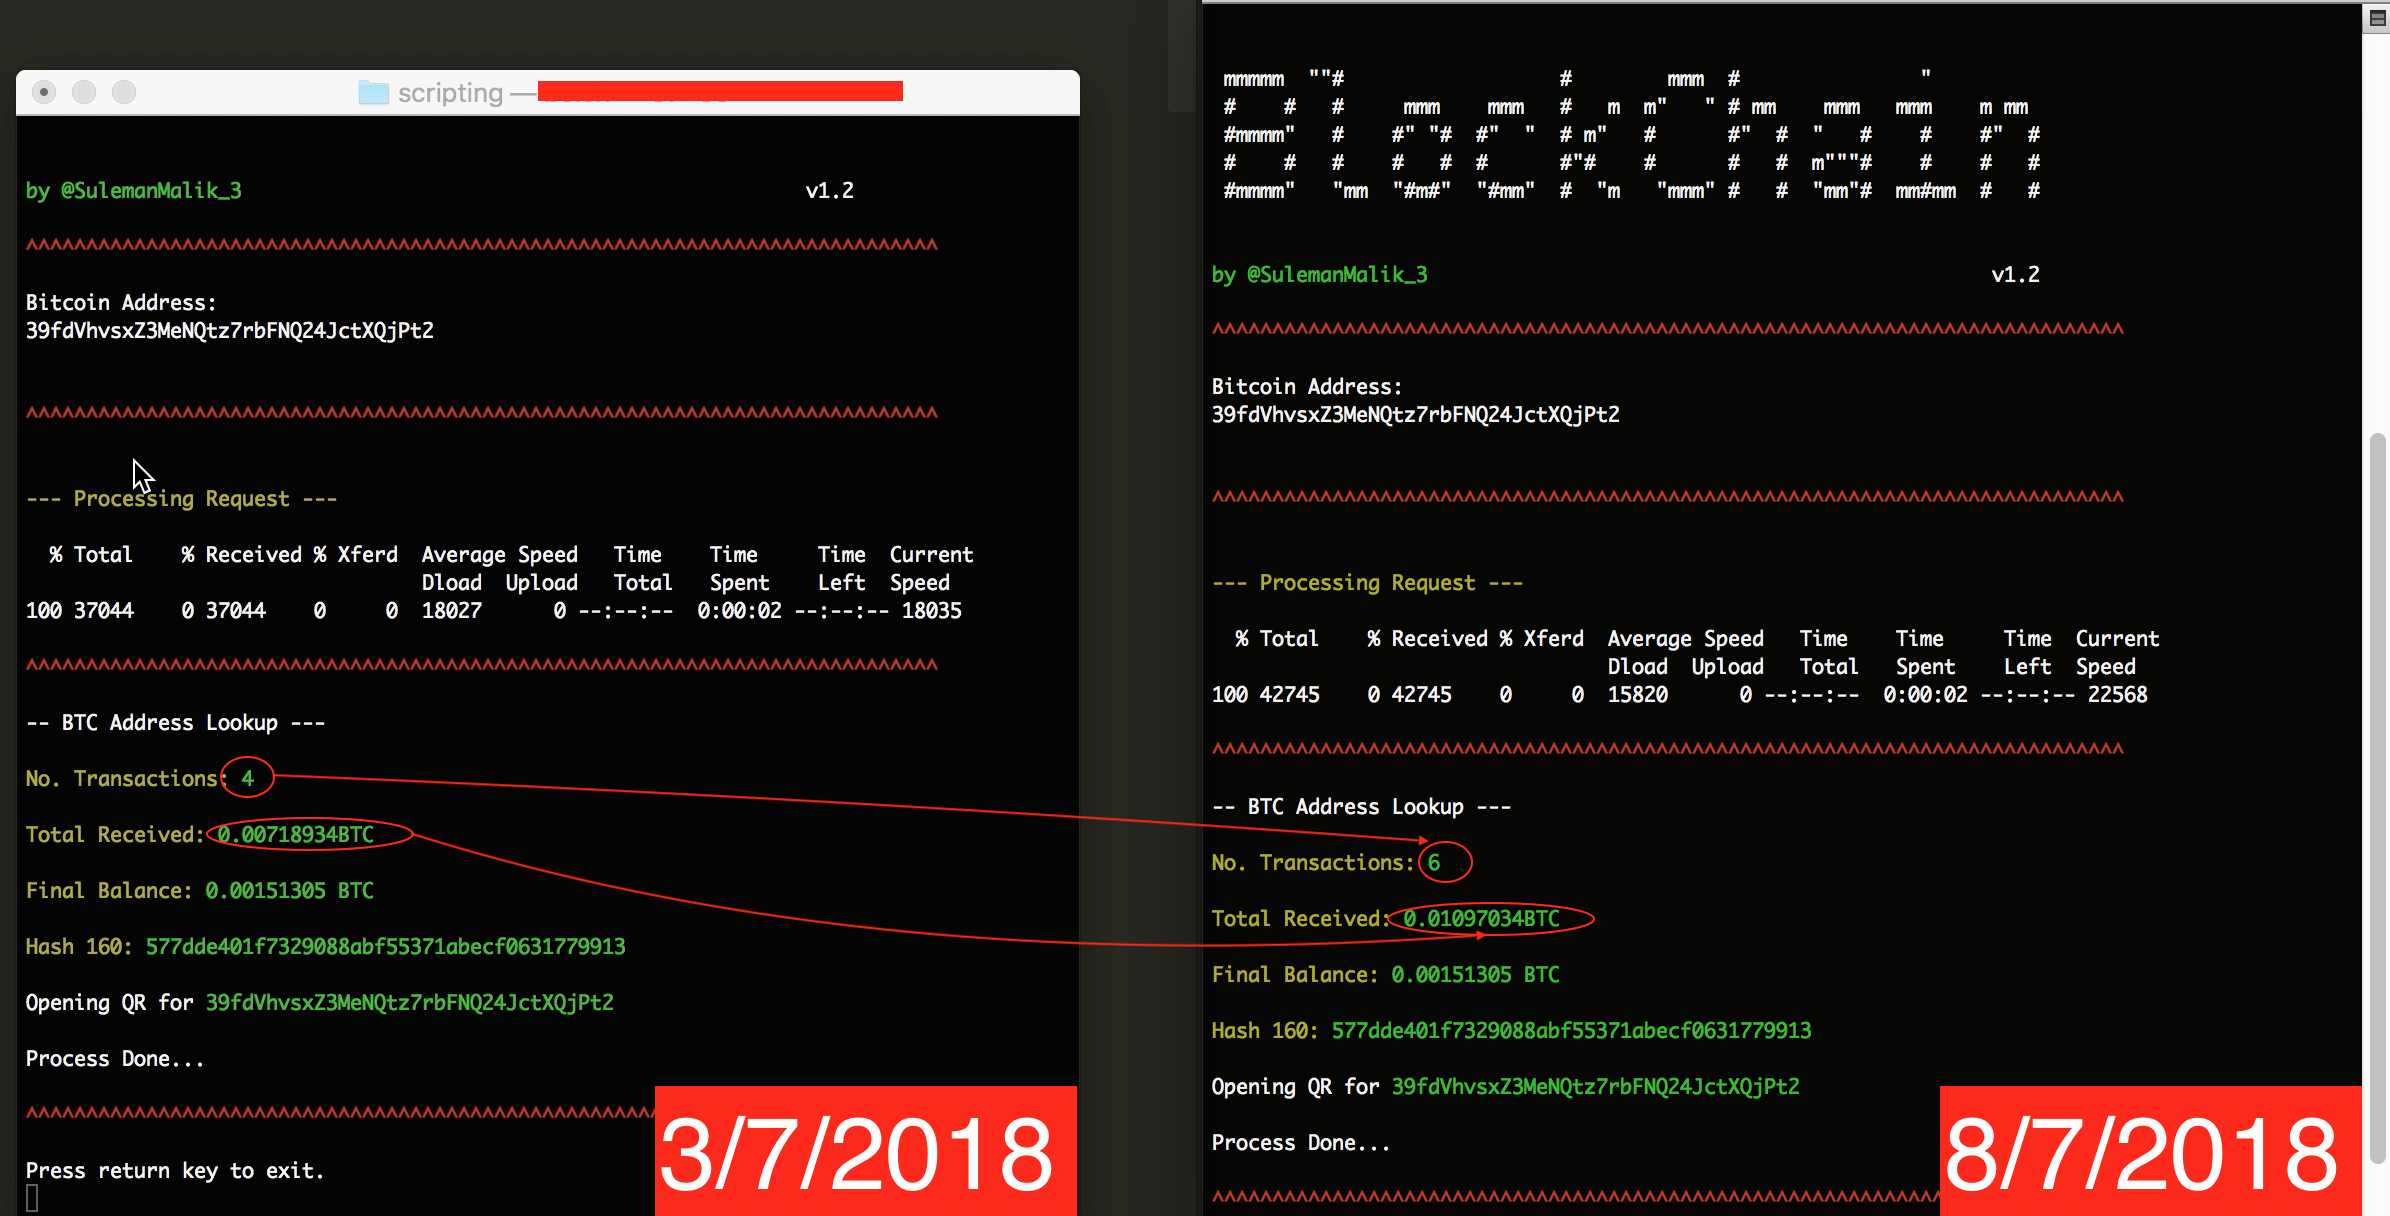 scripting —
by @SulemanMalik_3 v1.2
^^^^^^^^^^^^^^^^^^^^^^^^^^^^^^^^^^^^^^^^^^^^^^^^^^^^^^^^^^^^^^^^^^^^^^^^^^^^
Bitcoin Address:
39fdVhvsxZ3MeNQtz7rbFNQ24JctXQjPt2
^^^^^^^^^^^^^^^^^^^^^^^^^^^^^^^^^^^^^^^^^^^^^^^^^^^^^^^^^^^^^^^^^^^^^^^^^^^^
--- Processing Request ---
% Total % Received % Xferd Average Speed Time Time Time Current
Dload Upload Total Spent Left Speed
100 37044 0 37044 0 0 18027 0 --:--:-- 0:00:02 --:--:-- 18035
^^^^^^^^^^^^^^^^^^^^^^^^^^^^^^^^^^^^^^^^^^^^^^^^^^^^^^^^^^^^^^^^^^^^^^^^^^^^
-- BTC Address Lookup ---
No. Transactions: 4
Total Received: 0.00718934BTC
Final Balance: 0.00151305 BTC
Hash 160: 577dde401f7329088abf55371abecf0631779913
Opening QR for 39fdVhvsxZ3MeNQtz7rbFNQ24JctXQjPt2
Process Done...
^^^^^^^^^^^^^^^^^^^^^^^^^^^^^^^^^^^^^^^^^^^^^^^^^^^^^
Press return key to exit.
3/7/2018
BlockChain
by @SulemanMalik_3 v1.2
^^^^^^^^^^^^^^^^^^^^^^^^^^^^^^^^^^^^^^^^^^^^^^^^^^^^^^^^^^^^^^^^^^^^^^^^^^^^
Bitcoin Address:
39fdVhvsxZ3MeNQtz7rbFNQ24JctXQjPt2
^^^^^^^^^^^^^^^^^^^^^^^^^^^^^^^^^^^^^^^^^^^^^^^^^^^^^^^^^^^^^^^^^^^^^^^^^^^^
--- Processing Request ---
% Total % Received % Xferd Average Speed Time Time Time Current
Dload Upload Total Spent Left Speed
100 42745 0 42745 0 0 15820 0 --:--:-- 0:00:02 --:--:-- 22568
^^^^^^^^^^^^^^^^^^^^^^^^^^^^^^^^^^^^^^^^^^^^^^^^^^^^^^^^^^^^^^^^^^^^^^^^^^^^
-- BTC Address Lookup ---
No. Transactions: 6
Total Received: 0.01097034BTC
Final Balance: 0.00151305 BTC
Hash 160: 577dde401f7329088abf55371abecf0631779913
Opening QR for 39fdVhvsxZ3MeNQtz7rbFNQ24JctXQjPt2
Process Done...
^^^^^^^^^^^^^^^^^^^^^^^^^^^^^^^^^^^^^^^^^^^^^^^^^^^^^^^^^^^^^
8/7/2018